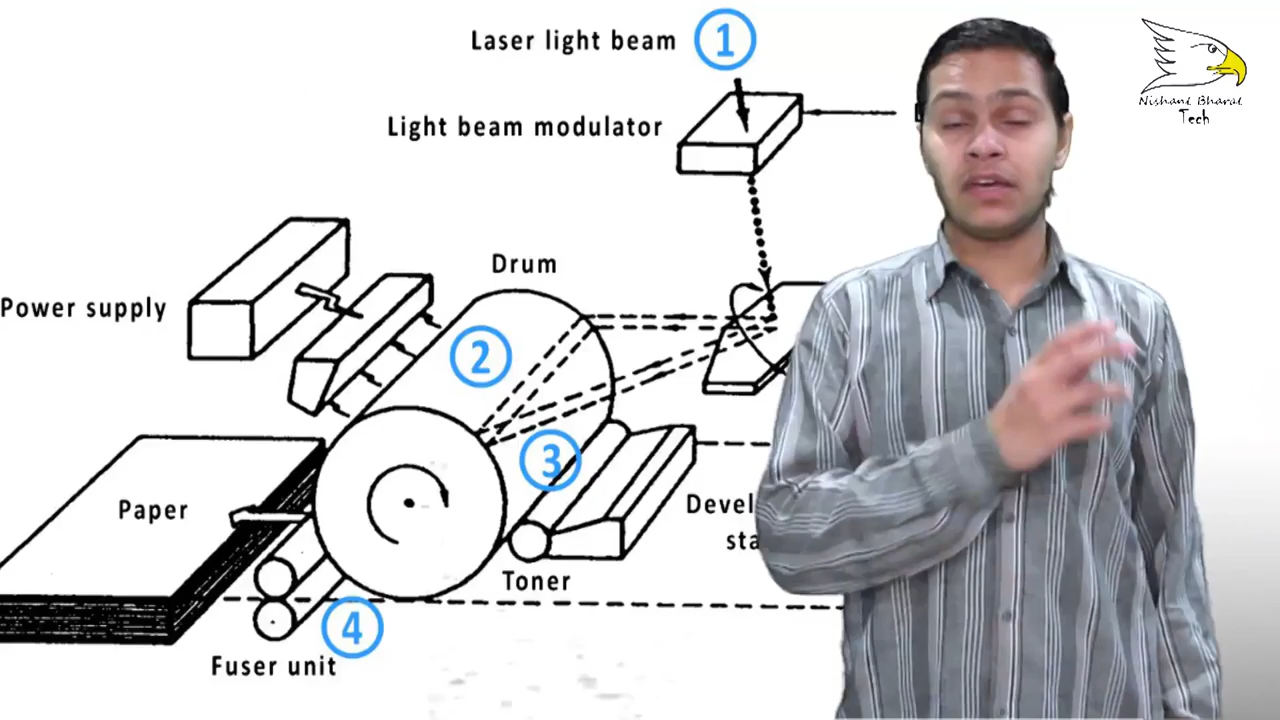 Laser light beam 1
Light beam modulator
Nishant Bharat
Tech
Drum
Power supply
2
3
Paper
Toner
4
Fuser unit